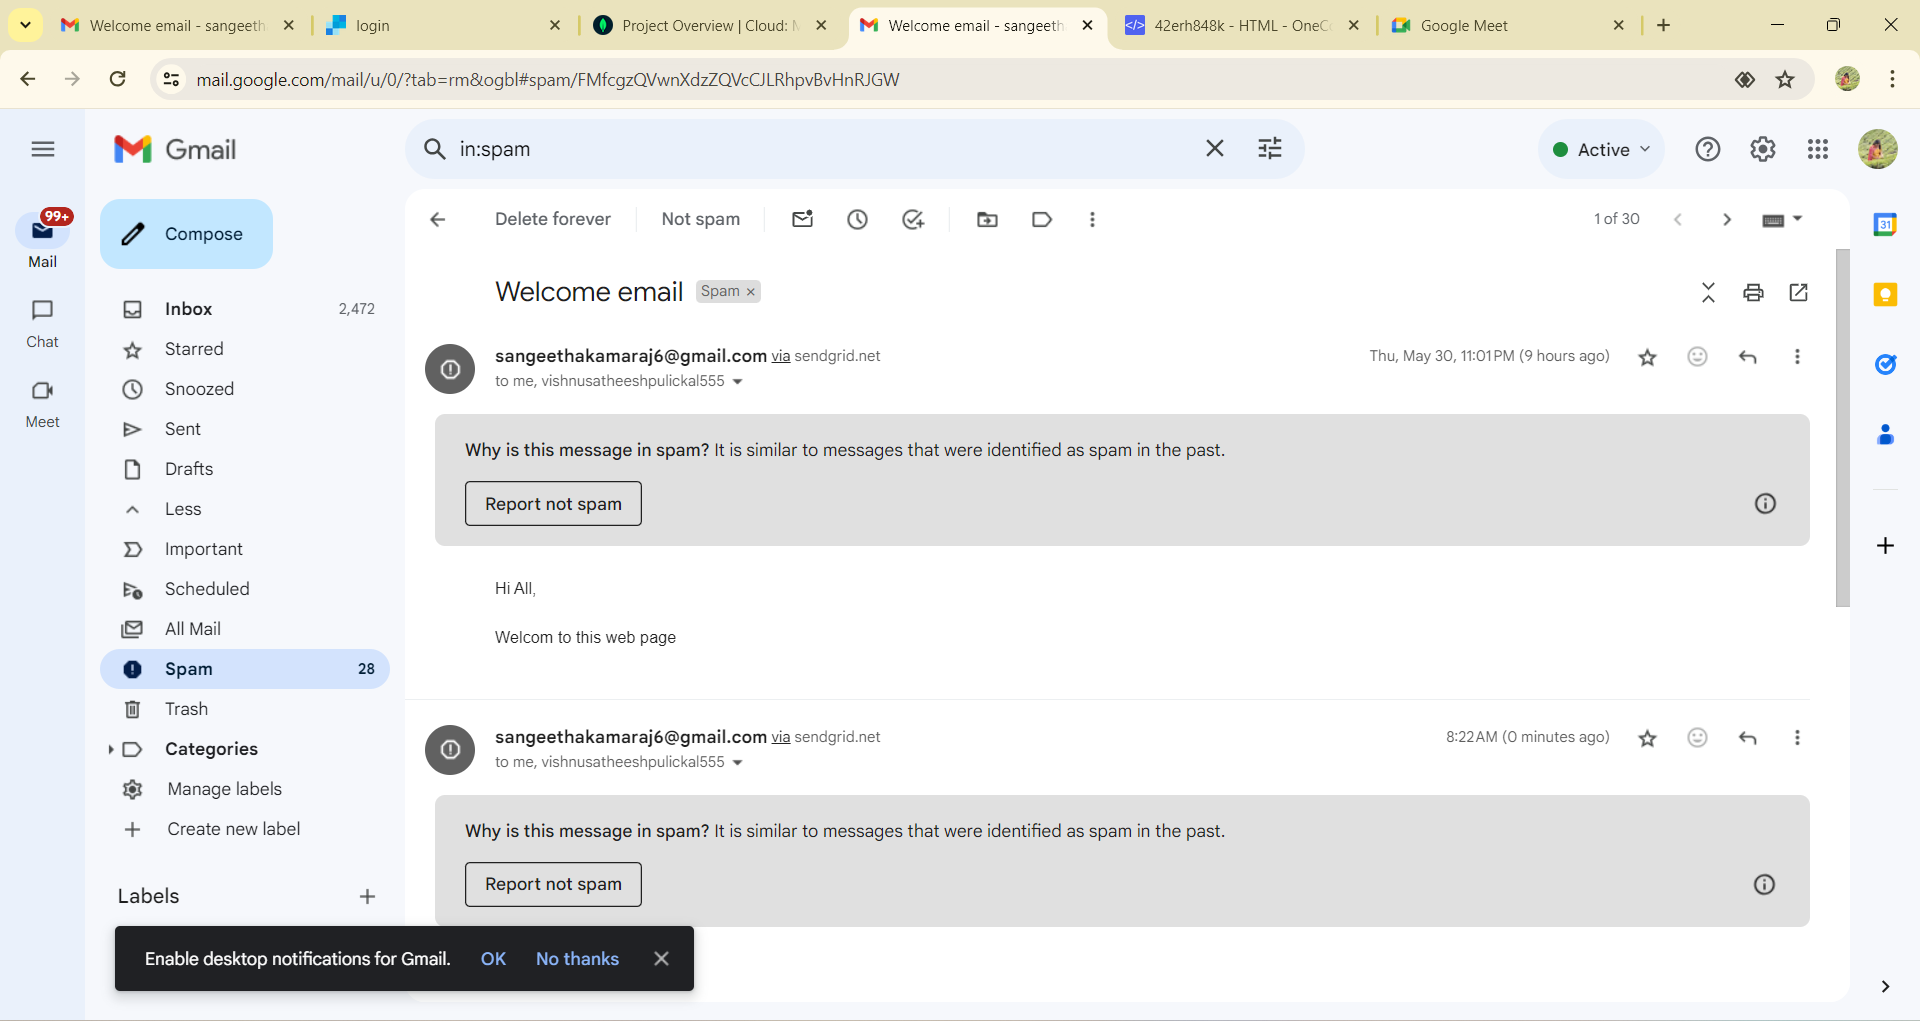 Welcome email - sangeeth
login
Project Overview | Cloud: M
Welcome email - sangeeth
42erh848k - HTML - OneCo
Google Meet
mail.google.com/mail/u/0/?tab=rm&ogbl#spam/FMfcgzQVwnXdzZQVcCJLRhpvBvHnRJGW
Gmail
in:spam
Active
99+
Mail
Chat
Meet
Compose
Inbox 2,472
Starred
Snoozed
Sent
Drafts
Less
Important
Scheduled
All Mail
Spam 28
Trash
Categories
Manage labels
Create new label
Labels
Delete forever
Not spam
1 of 30
31
Welcome email Spam ×
sangeethakamaraj6@gmail.com via sendgrid.net
Thu, May 30, 11:01 PM (9 hours ago)
to me, vishnusatheeshpulickal555
Why is this message in spam? It is similar to messages that were identified as spam in the past.
Report not spam
Hi All,
Welcom to this web page
sangeethakamaraj6@gmail.com via sendgrid.net
8:22 AM (0 minutes ago)
to me, vishnusatheeshpulickal555
Why is this message in spam? It is similar to messages that were identified as spam in the past.
Report not spam
Enable desktop notifications for Gmail. OK No thanks